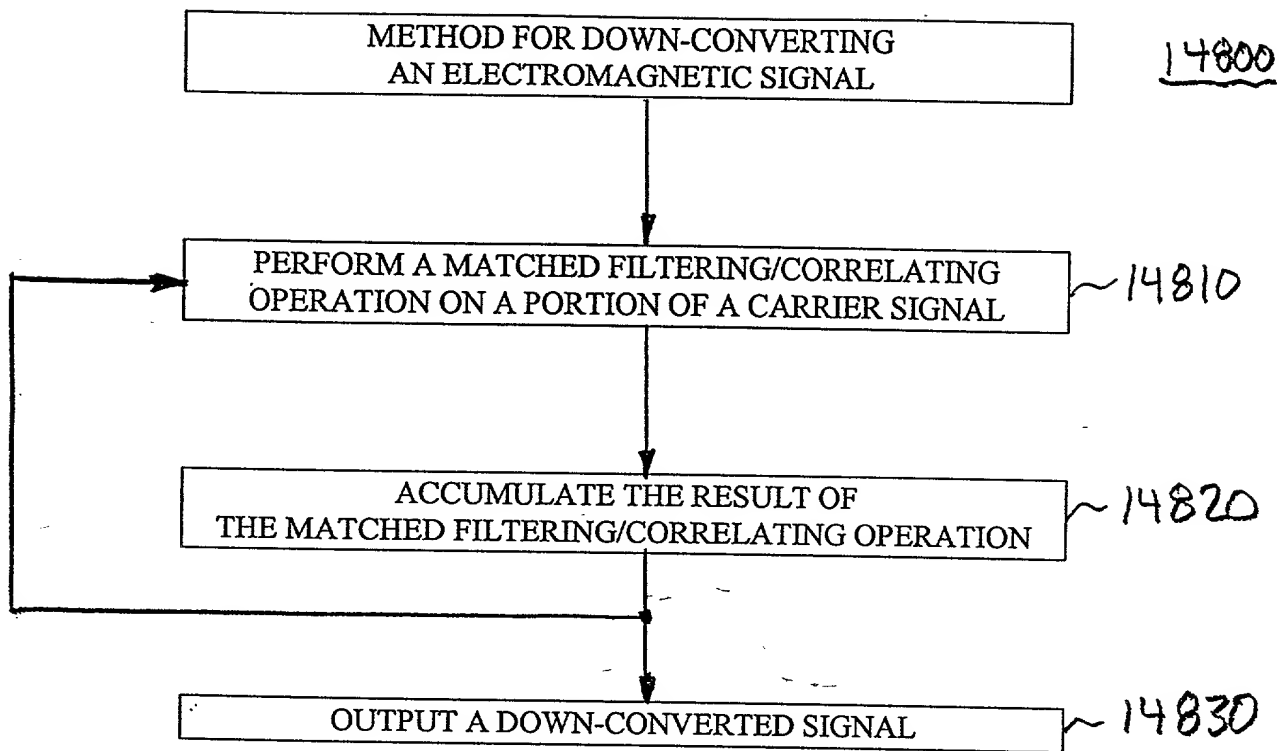 METHOD FOR DOWN-CONVERTING
AN ELECTROMAGNETIC SIGNAL
14800
PERFORM A MATCHED FILTERING/CORRELATING
OPERATION ON A PORTION OF A CARRIER SIGNAL
14810
ACCUMULATE THE RESULT OF
THE MATCHED FILTERING/CORRELATING OPERATION
14820
OUTPUT A DOWN-CONVERTED SIGNAL
14830